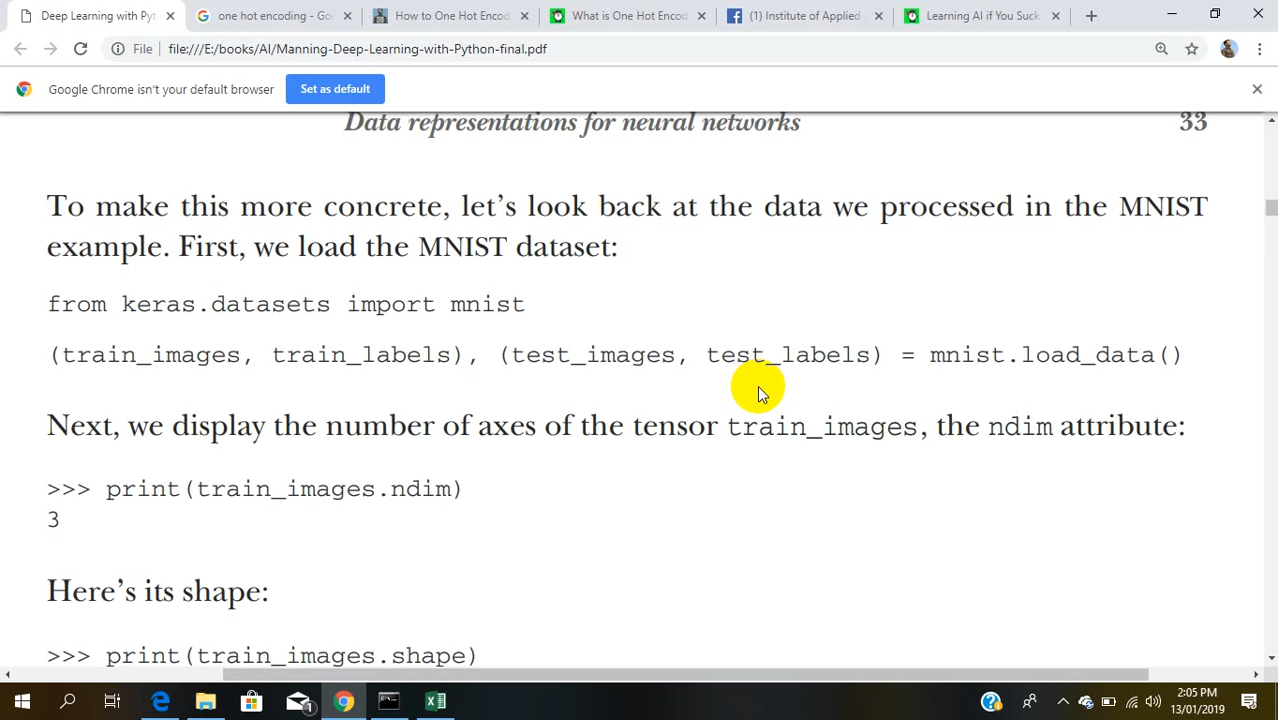 Deep Learning with Pyt
one hot encoding - Go
How to One Hot Encod
What is One Hot Encod
(1) Institute of Applied
Learning AI if You Suck
File
file:///E:/books/AI/Manning-Deep-Learning-with-Python-final.pdf
Google Chrome isn't your default browser
Set as default
Data representations for neural networks
33
To make this more concrete, let's look back at the data we processed in the MNIST
example. First, we load the MNIST dataset:
from keras.datasets import mnist
(train_images, train_labels), (test_images, test_labels) = mnist.load_data()
Next, we display the number of axes of the tensor train_images, the ndim attribute:
>>> print(train_images.ndim)
3
Here's its shape:
>>> print(train_images.shape)
2:05 PM
13/01/2019